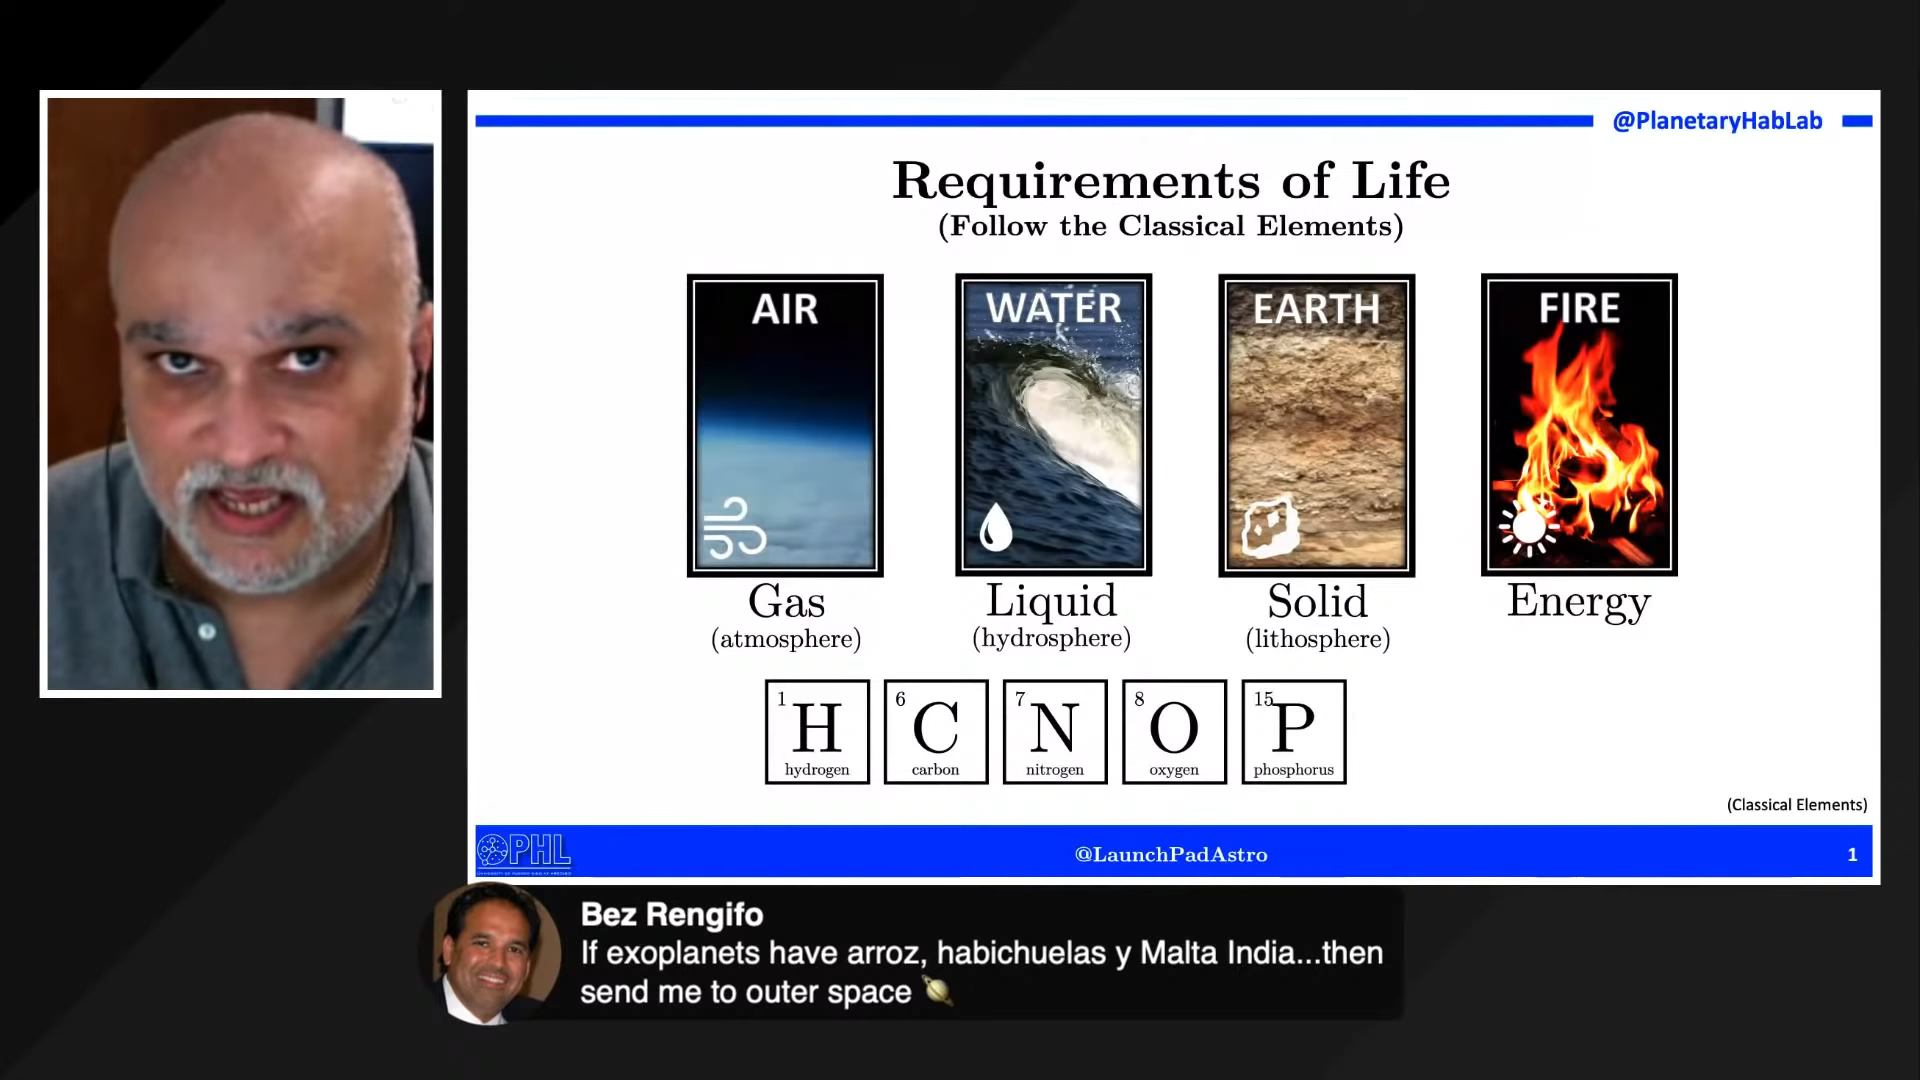 @PlanetaryHabLab
Requirements of Life
(Follow the Classical Elements)
AIR
WATER
EARTH
FIRE
Gas
Liquid
Solid
Energy
(atmosphere)
(hydrosphere)
(lithosphere)
1
H
hydrogen
6
C
carbon
7
N
nitrogen
8
O
oxygen
15
P
phosphorus
(Classical Elements)
PHL
@LaunchPadAstro
1
Bez Rengifo
If exoplanets have arroz, habichuelas y Malta India...then
send me to outer space 🪐